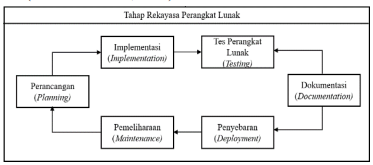 Tahap Rekayasa Perangkat Lunak
Implementasi
(Implementation)
Tes Perangkat
Lunak
(Testing)
Perancangan
(Planning)
Dokumentasi
(Documentation)
Pemeliharaan
(Maintenance)
Penyebaran
(Deployment)